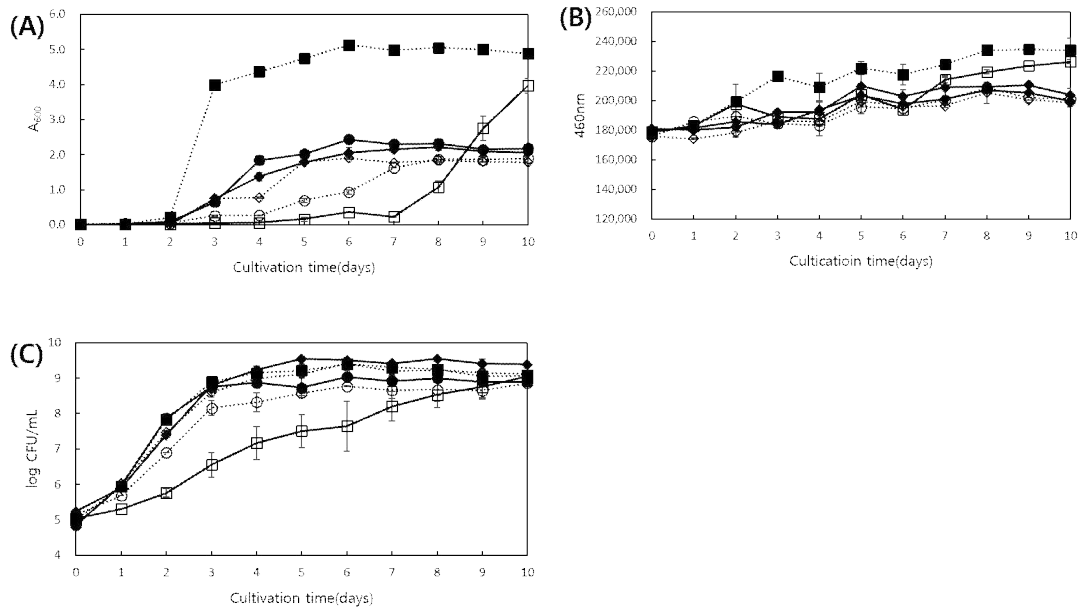 (A)
6.0
5.0
4.0
3.0
2.0
1.0
0.0
A600
0 1 2 3 4 5 6 7 8 9 10
Cultivation time(days)
(B)
260,000
240,000
220,000
200,000
180,000
160,000
140,000
120,000
460nm
0 1 2 3 4 5 6 7 8 9 10
Culticatioin time(days)
(C)
10
9
8
7
6
5
4
log CFU/mL
0 1 2 3 4 5 6 7 8 9 10
Cultivation time(days)